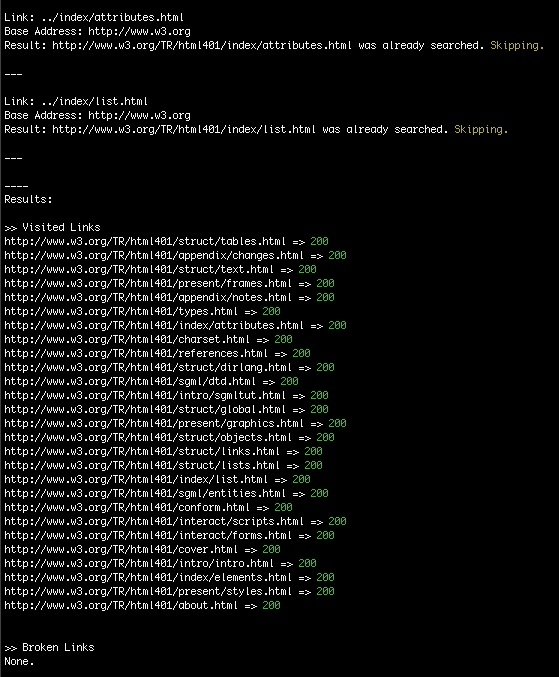 Link: ../index/attributes.html
Base Address: http://www.w3.org
Result: http://www.w3.org/TR/html401/index/attributes.html was already searched. Skipping.
---
Link: ../index/list.html
Base Address: http://www.w3.org
Result: http://www.w3.org/TR/html401/index/list.html was already searched. Skipping.
---
----
Results:
>> Visited Links
http://www.w3.org/TR/html401/struct/tables.html => 200
http://www.w3.org/TR/html401/appendix/changes.html => 200
http://www.w3.org/TR/html401/struct/text.html => 200
http://www.w3.org/TR/html401/present/frames.html => 200
http://www.w3.org/TR/html401/appendix/notes.html => 200
http://www.w3.org/TR/html401/types.html => 200
http://www.w3.org/TR/html401/index/attributes.html => 200
http://www.w3.org/TR/html401/charset.html => 200
http://www.w3.org/TR/html401/references.html => 200
http://www.w3.org/TR/html401/struct/dirlang.html => 200
http://www.w3.org/TR/html401/sgml/dtd.html => 200
http://www.w3.org/TR/html401/intro/sgmltut.html => 200
http://www.w3.org/TR/html401/struct/global.html => 200
http://www.w3.org/TR/html401/present/graphics.html => 200
http://www.w3.org/TR/html401/struct/objects.html => 200
http://www.w3.org/TR/html401/struct/links.html => 200
http://www.w3.org/TR/html401/struct/lists.html => 200
http://www.w3.org/TR/html401/index/list.html => 200
http://www.w3.org/TR/html401/sgml/entities.html => 200
http://www.w3.org/TR/html401/conform.html => 200
http://www.w3.org/TR/html401/interact/scripts.html => 200
http://www.w3.org/TR/html401/interact/forms.html => 200
http://www.w3.org/TR/html401/cover.html => 200
http://www.w3.org/TR/html401/intro/intro.html => 200
http://www.w3.org/TR/html401/index/elements.html => 200
http://www.w3.org/TR/html401/present/styles.html => 200
http://www.w3.org/TR/html401/about.html => 200
>> Broken Links
None.